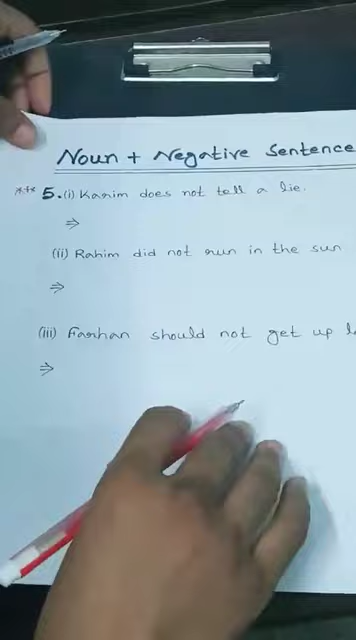 Noun + Negative Sentence
5. (i) Karim does not tell a lie.
⇒
(ii) Rahim did not run in the sun
⇒
(iii) Farhan should not get up
⇒